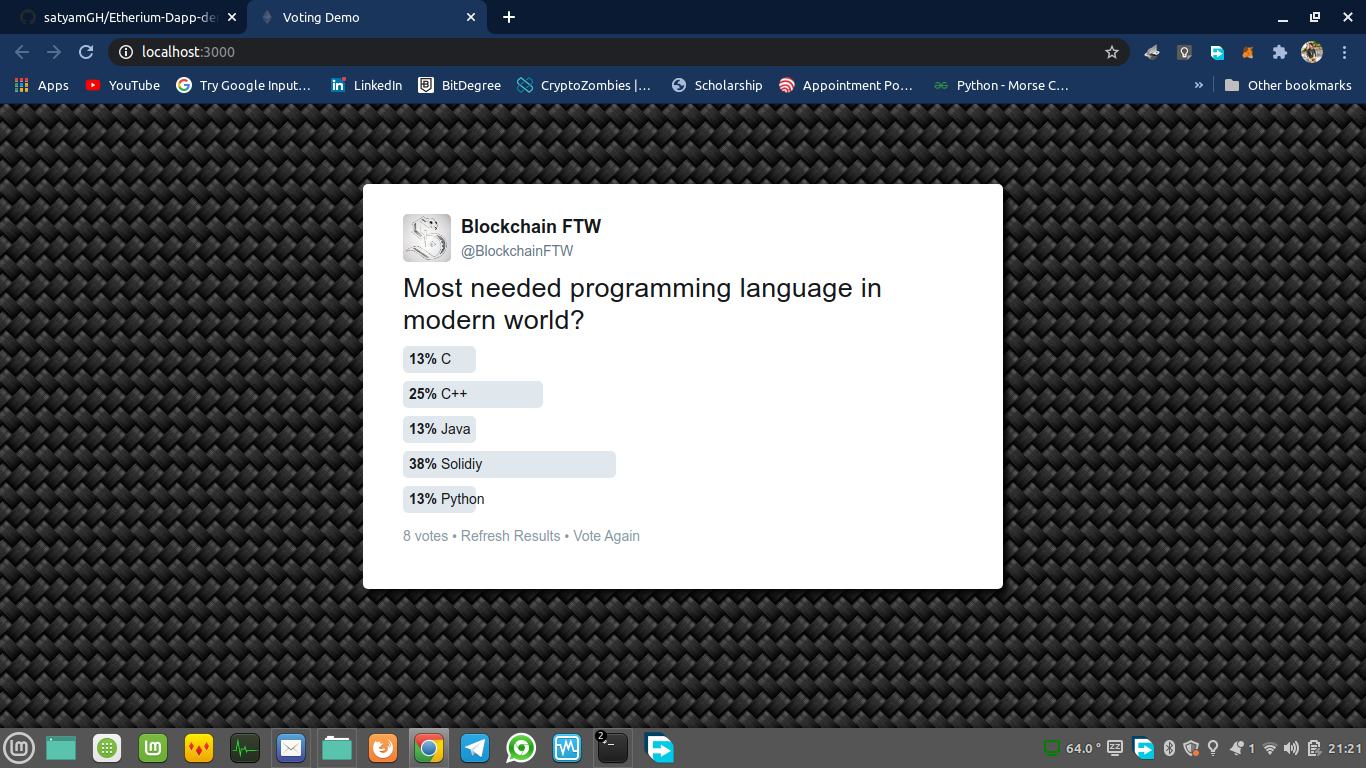 satyamGH/Etherium-Dapp-de
Voting Demo
localhost:3000
Apps
YouTube
Try Google Input…
LinkedIn
BitDegree
CryptoZombies |…
Scholarship
Appointment Po…
Python - Morse C…
»
Other bookmarks
Blockchain FTW
@BlockchainFTW
Most needed programming language in
modern world?
13% C
25% C++
13% Java
38% Solidiy
13% Python
8 votes • Refresh Results • Vote Again
2
64.0 °
1
21:21